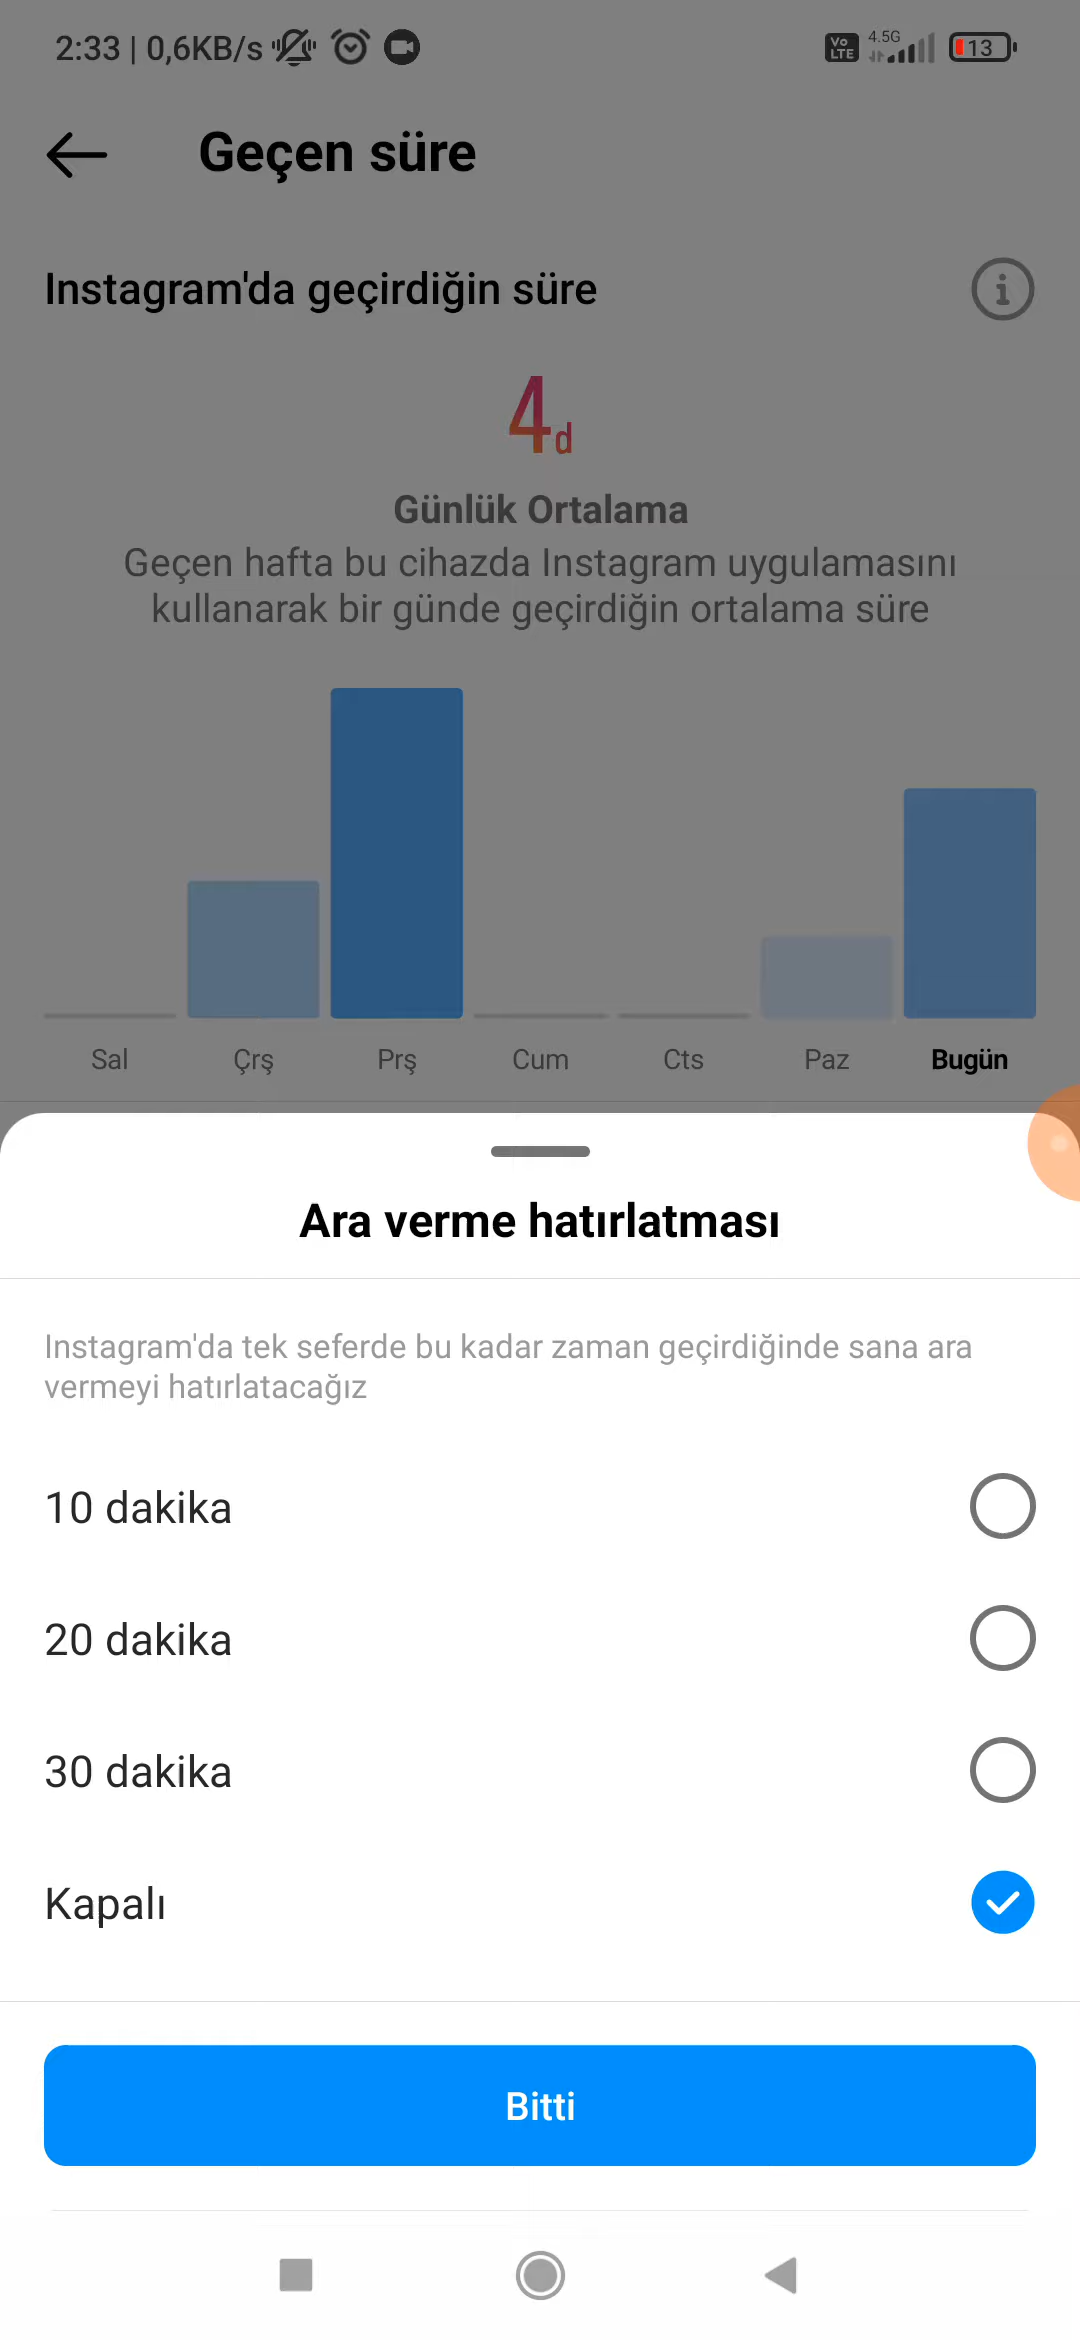 2:33 | 0,6KB/s
Vo LTE 4.5G 13
Geçen süre
Instagram'da geçirdiğin süre
4d
Günlük Ortalama
Geçen hafta bu cihazda Instagram uygulamasını
kullanarak bir günde geçirdiğin ortalama süre
Sal Çrş Prş Cum Cts Paz Bugün
Ara verme hatırlatması
Instagram'da tek seferde bu kadar zaman geçirdiğinde sana ara
vermeyi hatırlatacağız
10 dakika
20 dakika
30 dakika
Kapalı
Bitti